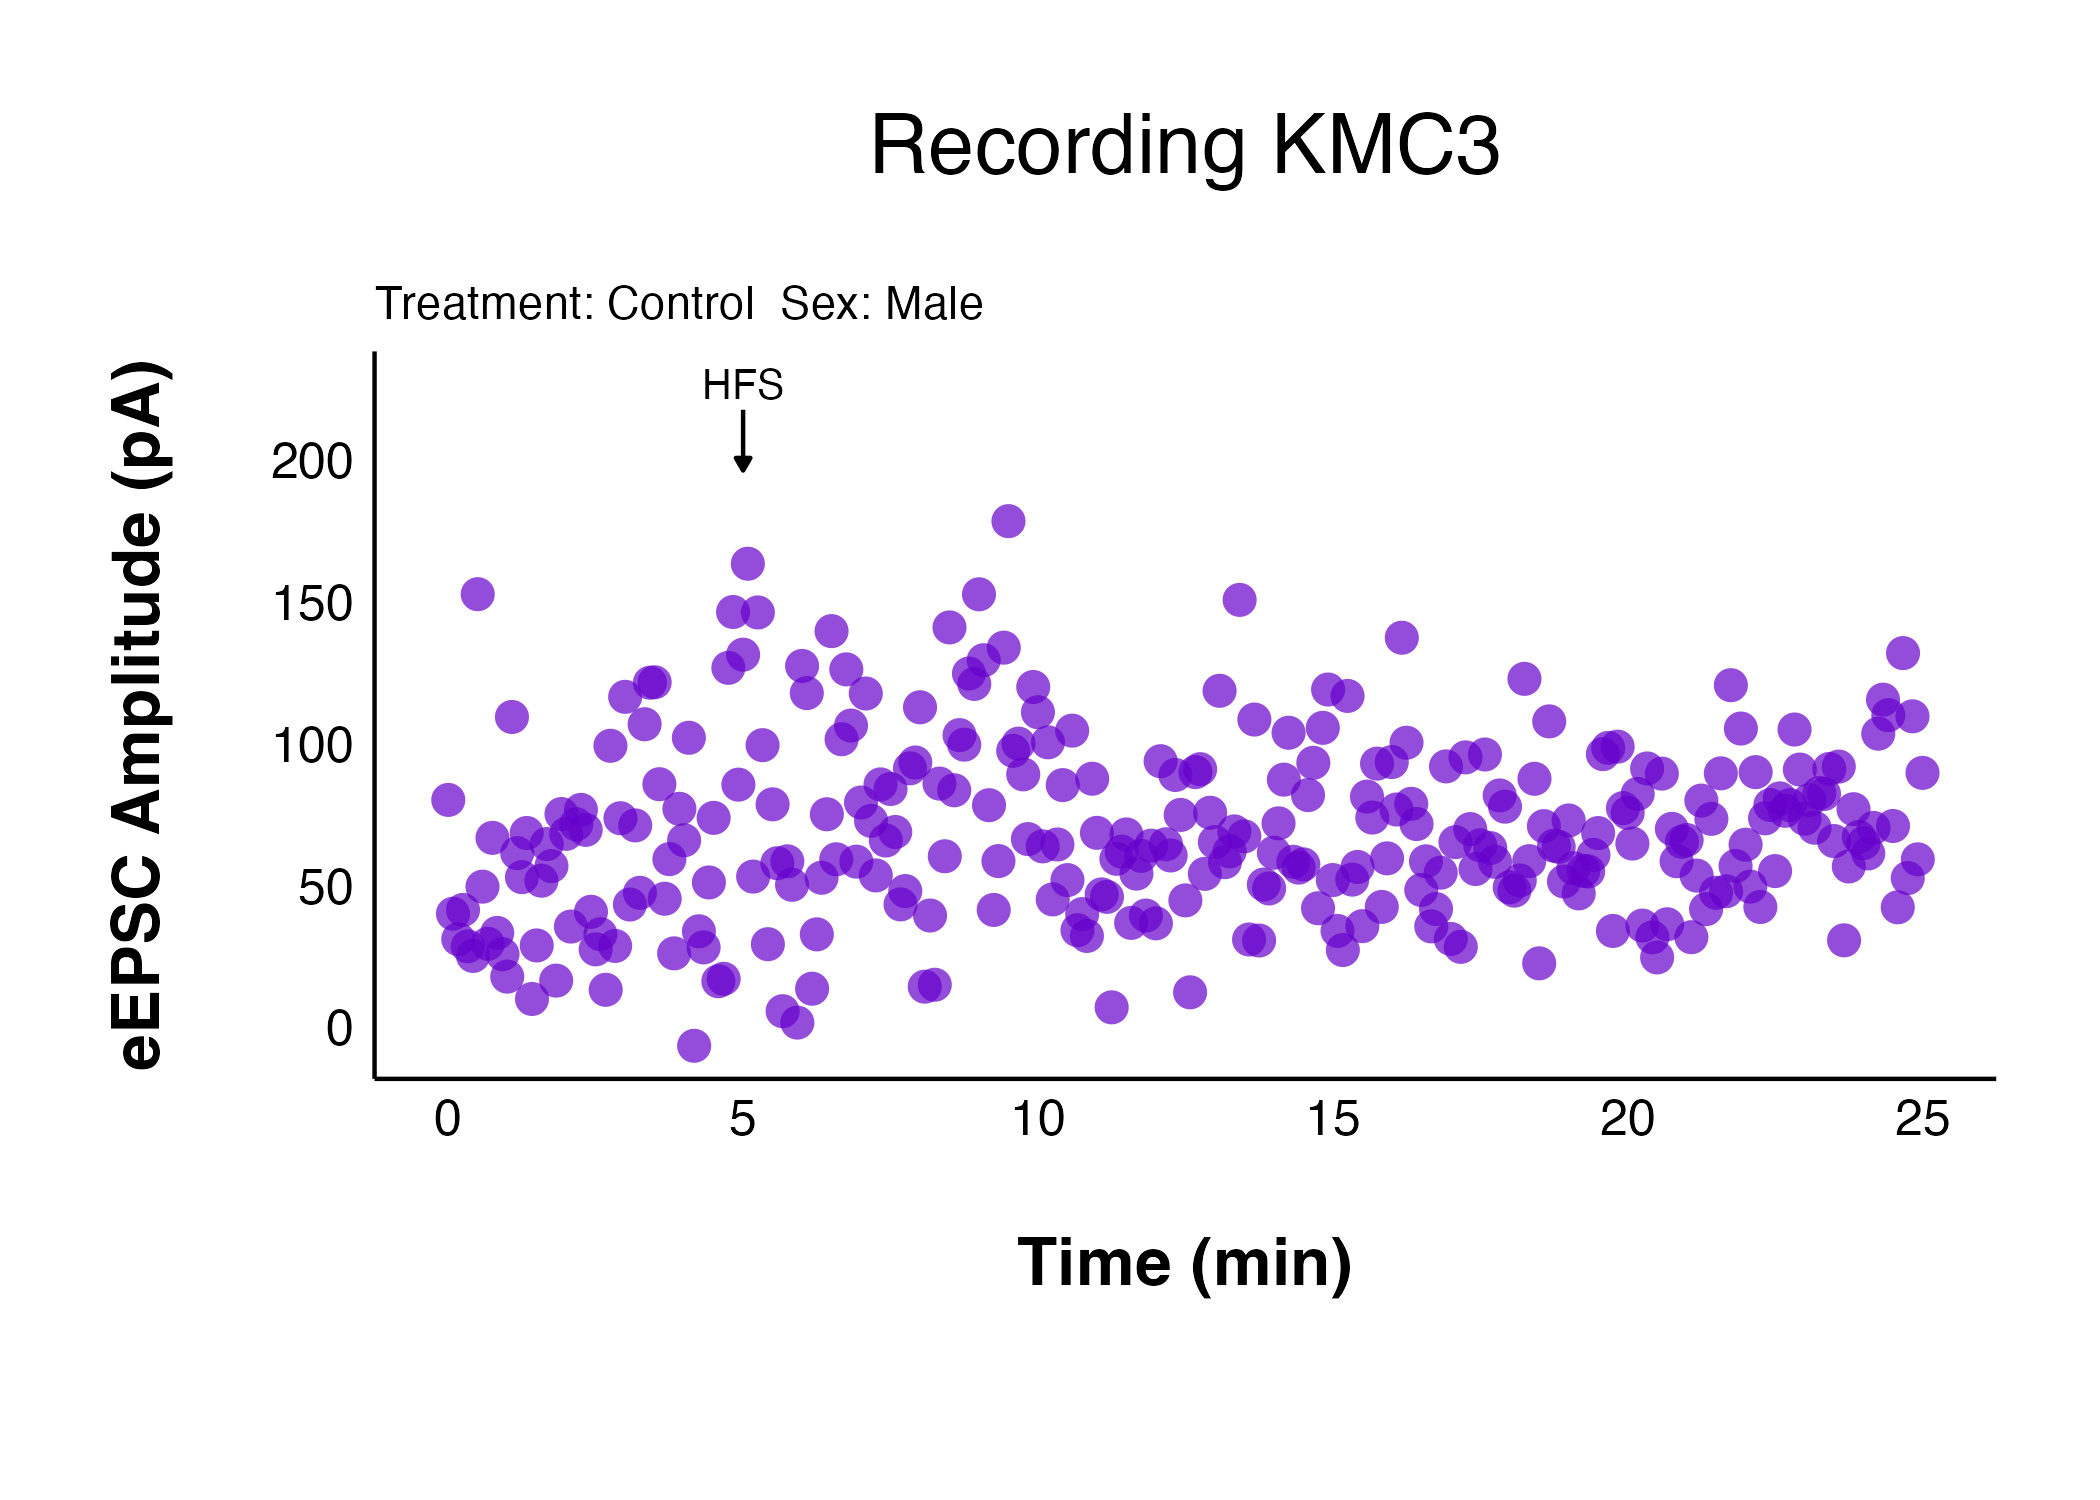 Recording KMC3
Treatment: Control  Sex: Male
HFS
eEPSC Amplitude (pA)
200
150
100
50
0
0 5 10 15 20 25
Time (min)